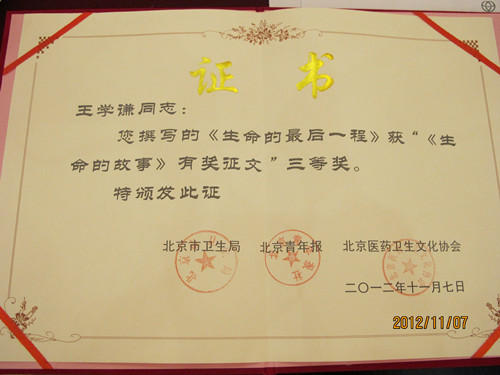 证 书
王学谦同志：
您撰写的《生命的最后一程》获“《生
命的故事》有奖征文”三等奖。
特颁发此证
北京市卫生局 北京青年报 北京医药卫生文化协会
二〇一二年十一月七日
2012/11/07